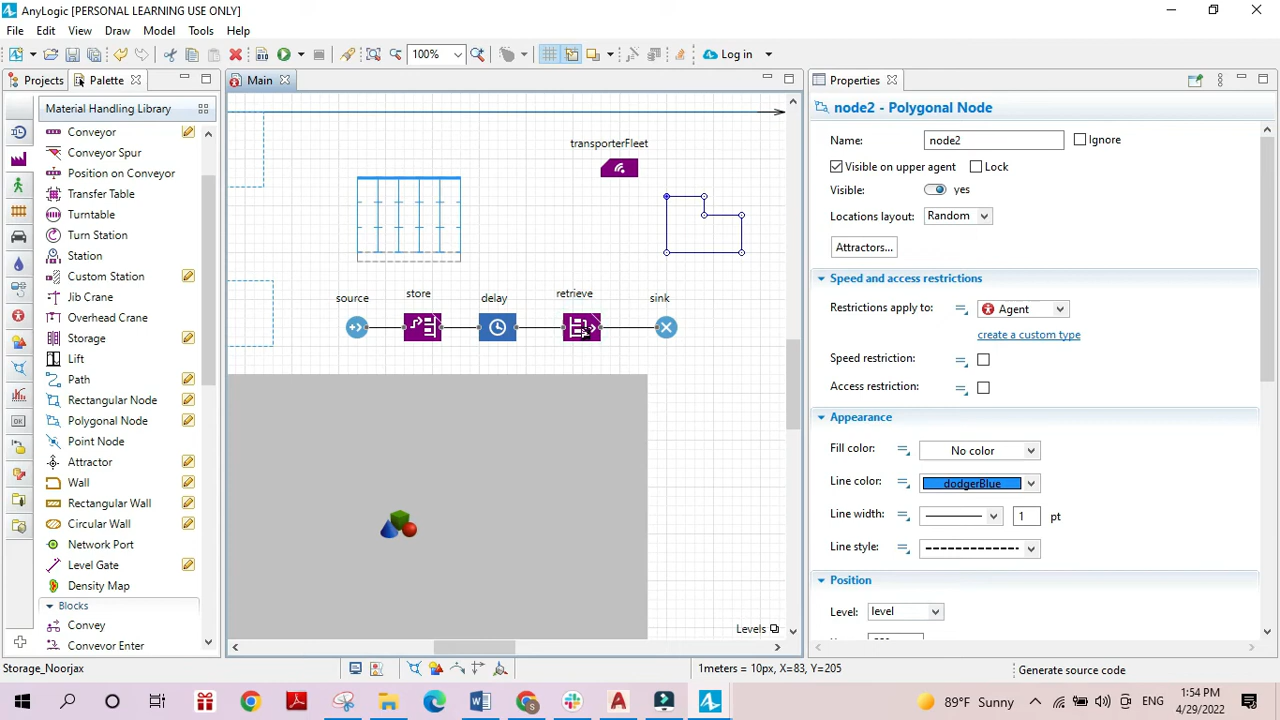 AnyLogic [PERSONAL LEARNING USE ONLY]
File Edit View Draw Model Tools Help
100% Log in
Projects Palette Main Properties
Material Handling Library
Conveyor
Conveyor Spur
Position on Conveyor
Transfer Table
Turntable
Turn Station
Station
Custom Station
Jib Crane
Overhead Crane
Storage
Lift
Path
Rectangular Node
Polygonal Node
Point Node
Attractor
Wall
Rectangular Wall
Circular Wall
Network Port
Level Gate
Density Map
Blocks
Convey
Conveyor Enter
transporterFleet
source store delay retrieve sink
Levels
node2 - Polygonal Node
Name: node2 Ignore
Visible on upper agent Lock
Visible: yes
Locations layout: Random
Attractors...
Speed and access restrictions
Restrictions apply to: Agent
create a custom type
Speed restriction:
Access restriction:
Appearance
Fill color: No color
Line color: dodgerBlue
Line width: 1 pt
Line style:
Position
Level: level
Storage_Noorjax 1meters = 10px, X=83, Y=205 Generate source code
89°F Sunny ENG 1:54 PM
4/29/2022